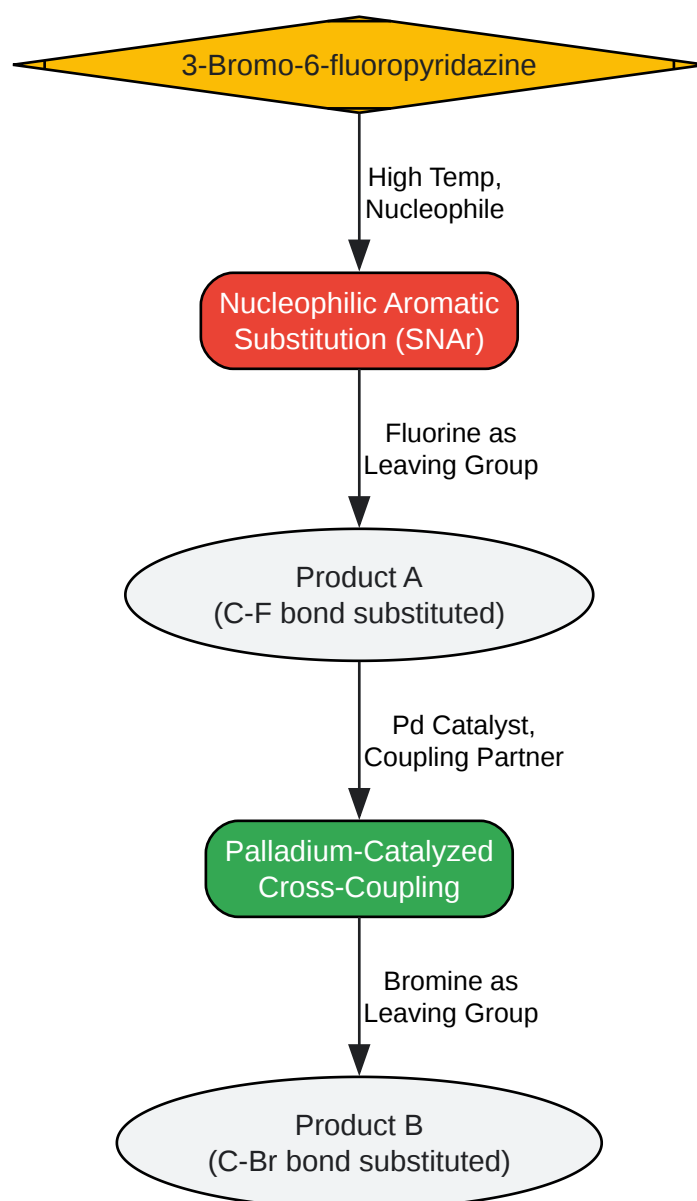 3-Bromo-6-fluoropyridazine
High Temp,
Nucleophile
Nucleophilic Aromatic
Substitution (SNAr)
Fluorine as
Leaving Group
Product A
(C-F bond substituted)
Pd Catalyst,
Coupling Partner
Palladium-Catalyzed
Cross-Coupling
Bromine as
Leaving Group
Product B
(C-Br bond substituted)